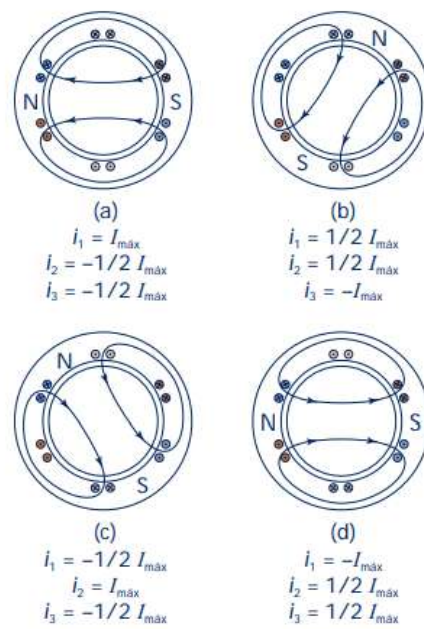 N S
(a)
i₁ = Iₘáₓ
i₂ = –1/2 Iₘáₓ
i₃ = –1/2 Iₘáₓ
N
S
(b)
i₁ = 1/2 Iₘáₓ
i₂ = 1/2 Iₘáₓ
i₃ = –Iₘáₓ
N
S
(c)
i₁ = –1/2 Iₘáₓ
i₂ = Iₘáₓ
i₃ = –1/2 Iₘáₓ
N S
(d)
i₁ = –Iₘáₓ
i₂ = 1/2 Iₘáₓ
i₃ = 1/2 Iₘáₓ